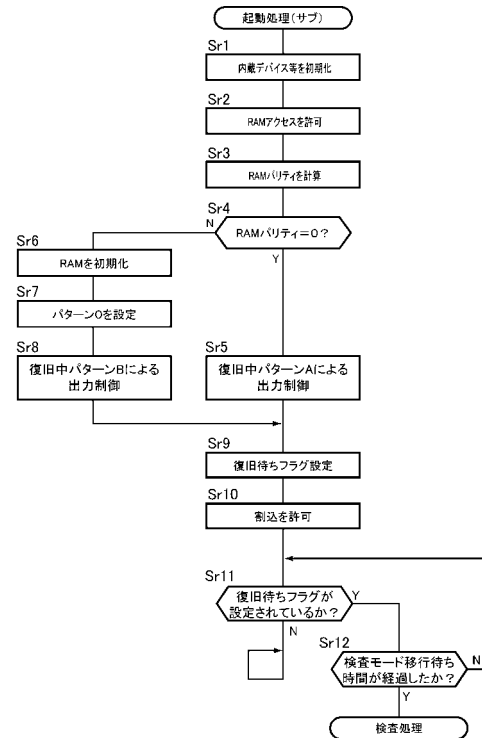 起動処理(サブ)
Sr1
内蔵デバイス等を初期化
Sr2
RAMアクセスを許可
Sr3
RAMパリティを計算
Sr4
RAMパリティ=0?
N
Y
Sr6
RAMを初期化
Sr7
パターン0を設定
Sr8
復旧中パターンBによる
出力制御
Sr5
復旧中パターンAによる
出力制御
Sr9
復旧待ちフラグ設定
Sr10
割込を許可
Sr11
復旧待ちフラグが
設定されているか?
Y
N
Sr12
検査モード移行待ち
時間が経過したか?
N
Y
検査処理